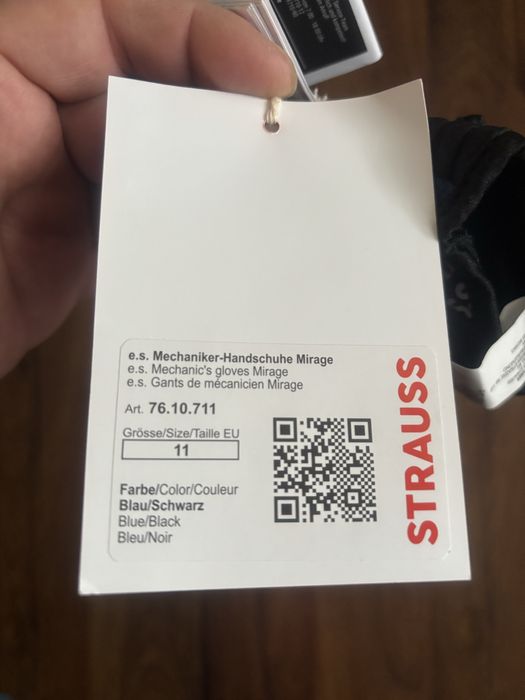 e.s. Mechaniker-Handschuhe Mirage
e.s. Mechanic's gloves Mirage
e.s. Gants de mécanicien Mirage
Art. 76.10.711
Grösse/Size/Taille EU
11
Farbe/Color/Couleur
Blau/Schwarz
Blue/Black
Bleu/Noir
STRAUSS